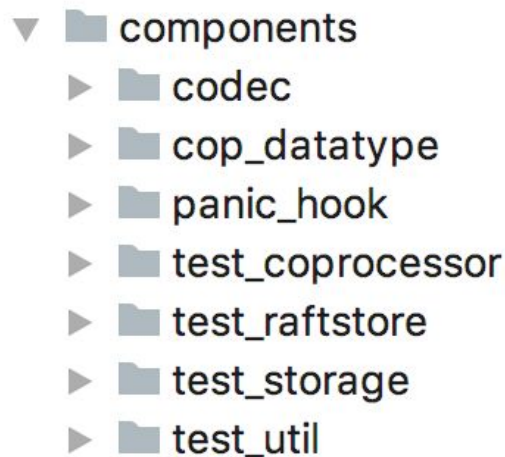 components
codec
cop_datatype
panic_hook
test_coprocessor
test_raftstore
test_storage
test_util